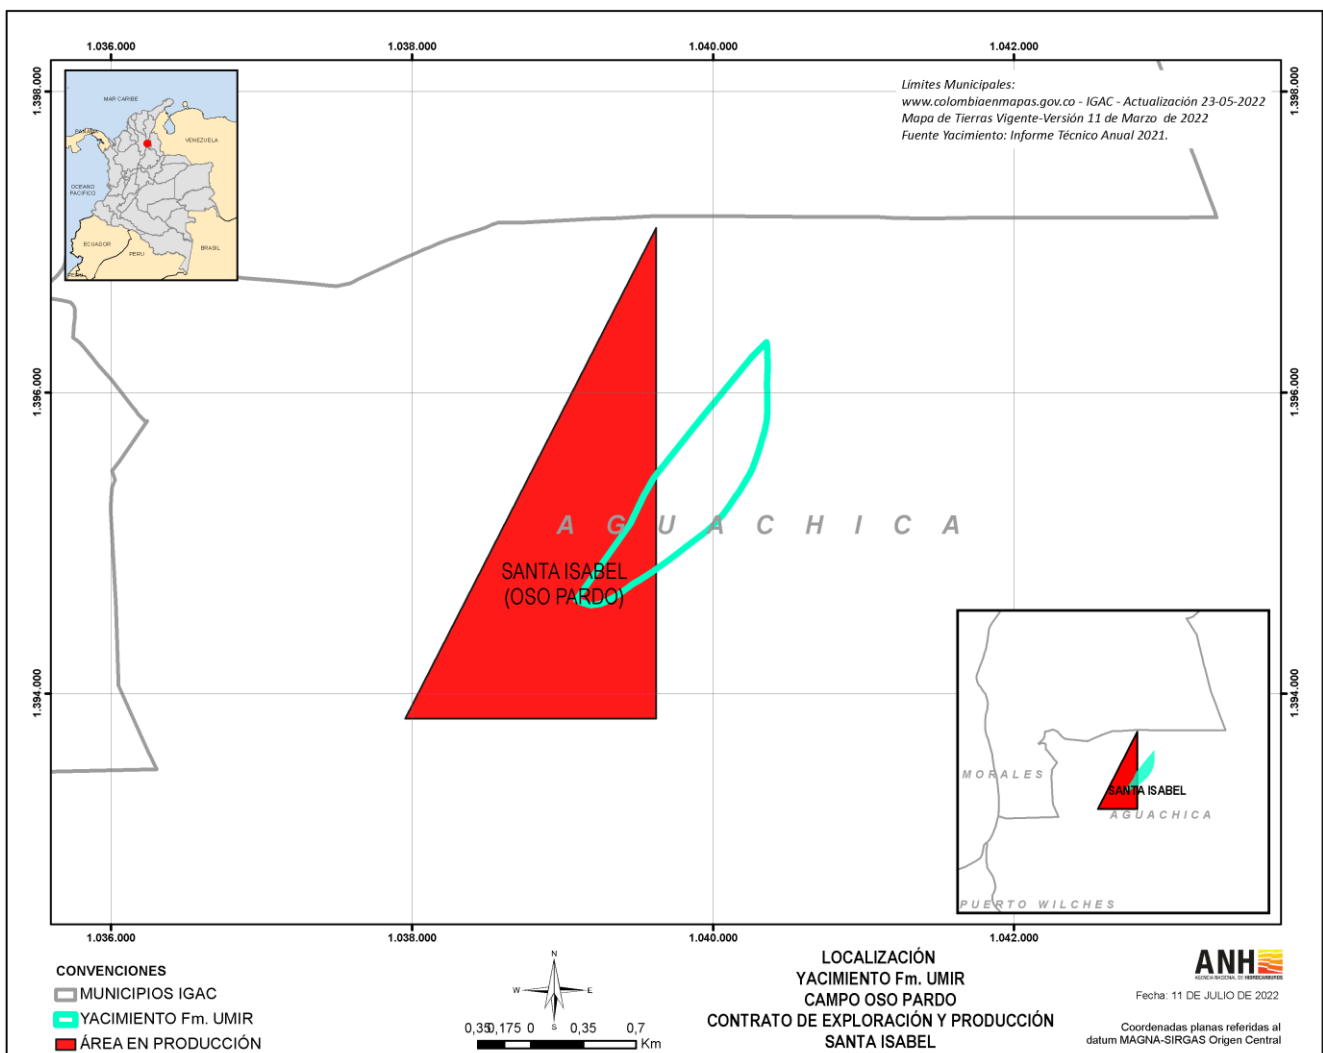 1.036.000
1.038.000
1.040.000
1.042.000
1.398.000
1.398.000
MAR CARIBE
PANAMA
VENEZUELA
OCEANO
PACIFICO
ECUADOR
PERU
BRASIL
PERU
Límites Municipales:
www.colombiaenmapas.gov.co - IGAC - Actualización 23-05-2022
Mapa de Tierras Vigente-Versión 11 de Marzo de 2022
Fuente Yacimiento: Informe Técnico Anual 2021.
1.396.000
1.396.000
AGUACHICA
SANTA ISABEL
(OSO PARDO)
1.394.000
1.394.000
MORALES
SANTA ISABEL
AGUACHICA
PUERTO WILCHES
1.036.000
1.038.000
1.040.000
1.042.000
CONVENCIONES
MUNICIPIOS IGAC
YACIMIENTO Fm. UMIR
ÁREA EN PRODUCCIÓN
N
W
E
S
0,35 0,175 0 0,35 0,7
Km
LOCALIZACIÓN
YACIMIENTO Fm. UMIR
CAMPO OSO PARDO
CONTRATO DE EXPLORACIÓN Y PRODUCCIÓN
SANTA ISABEL
ANH
AGENCIA NACIONAL DE HIDROCARBUROS
Fecha: 11 DE JULIO DE 2022
Coordenadas planas referidas al
datum MAGNA-SIRGAS Origen Central